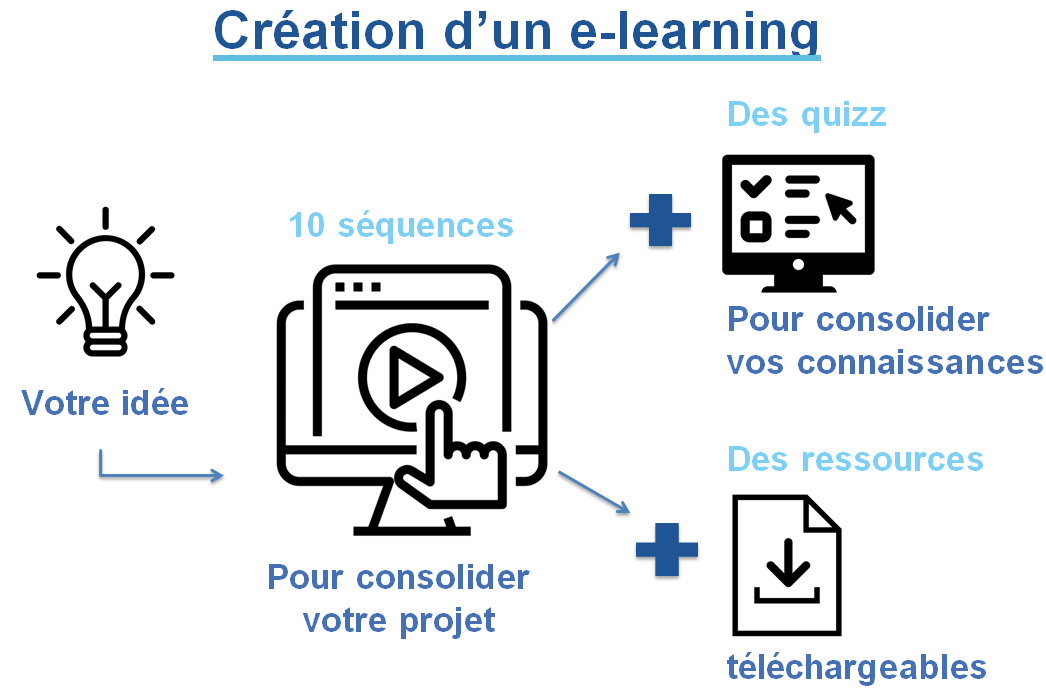 Création d’un e-learning
Votre idée
10 séquences
Pour consolider
votre projet
Des quizz
Pour consolider
vos connaissances
Des ressources
téléchargeables